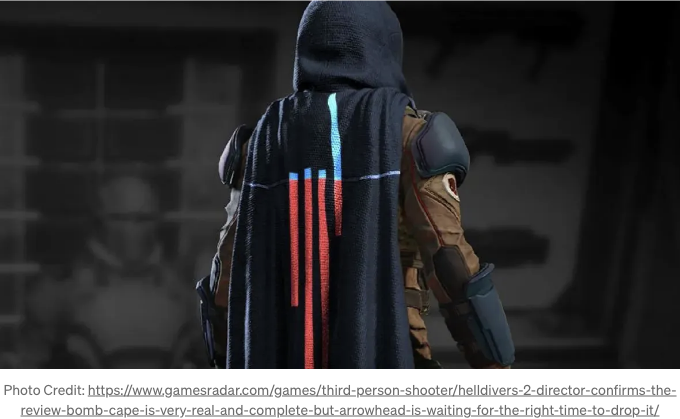 Photo Credit: https://www.gamesradar.com/games/third-person-shooter/helldivers-2-director-confirms-the-
review-bomb-cape-is-very-real-and-complete-but-arrowhead-is-waiting-for-the-right-time-to-drop-it/